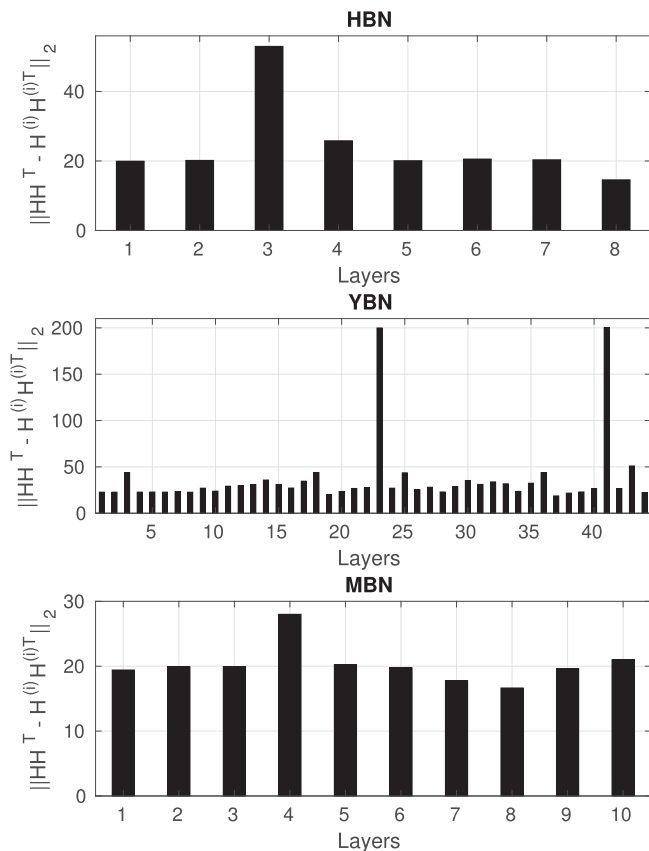 HBN
||HH^T - H^(i)H^(i)T||_2
40
20
0
1 2 3 4 5 6 7 8
Layers
YBN
||HH^T - H^(i)H^(i)T||_2
200
150
100
50
0
5 10 15 20 25 30 35 40
Layers
MBN
||HH^T - H^(i)H^(i)T||_2
30
20
10
0
1 2 3 4 5 6 7 8 9 10
Layers